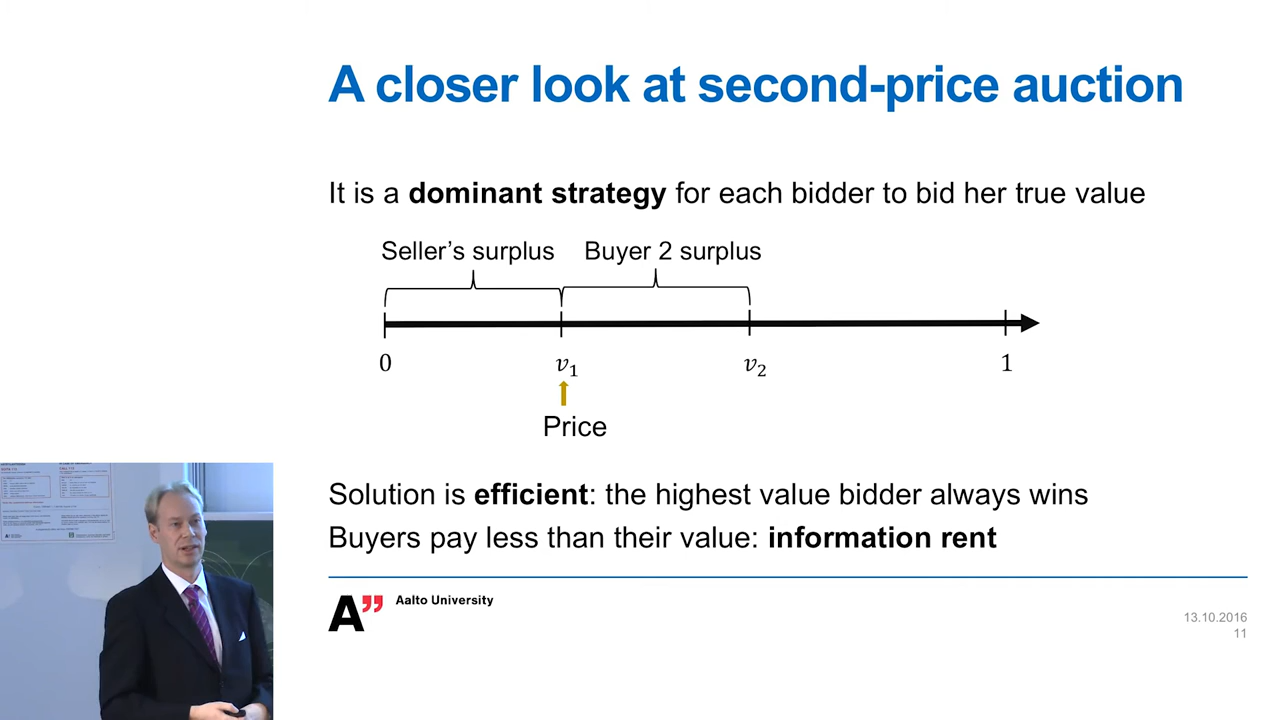 A closer look at second-price auction
It is a dominant strategy for each bidder to bid her true value
Seller’s surplus Buyer 2 surplus
0 v₁ v₂ 1
Price
Solution is efficient: the highest value bidder always wins
Buyers pay less than their value: information rent
A” Aalto University
13.10.2016
11